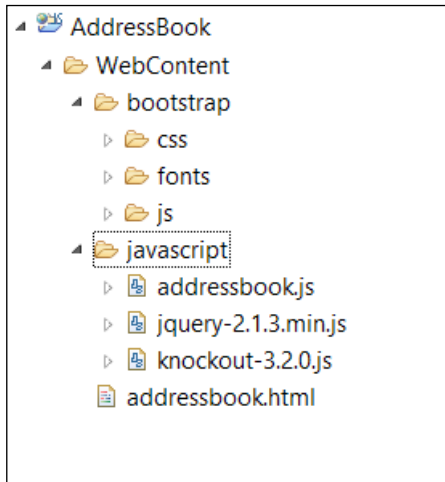 AddressBook
WebContent
bootstrap
css
fonts
js
javascript
addressbook.js
jquery-2.1.3.min.js
knockout-3.2.0.js
addressbook.html